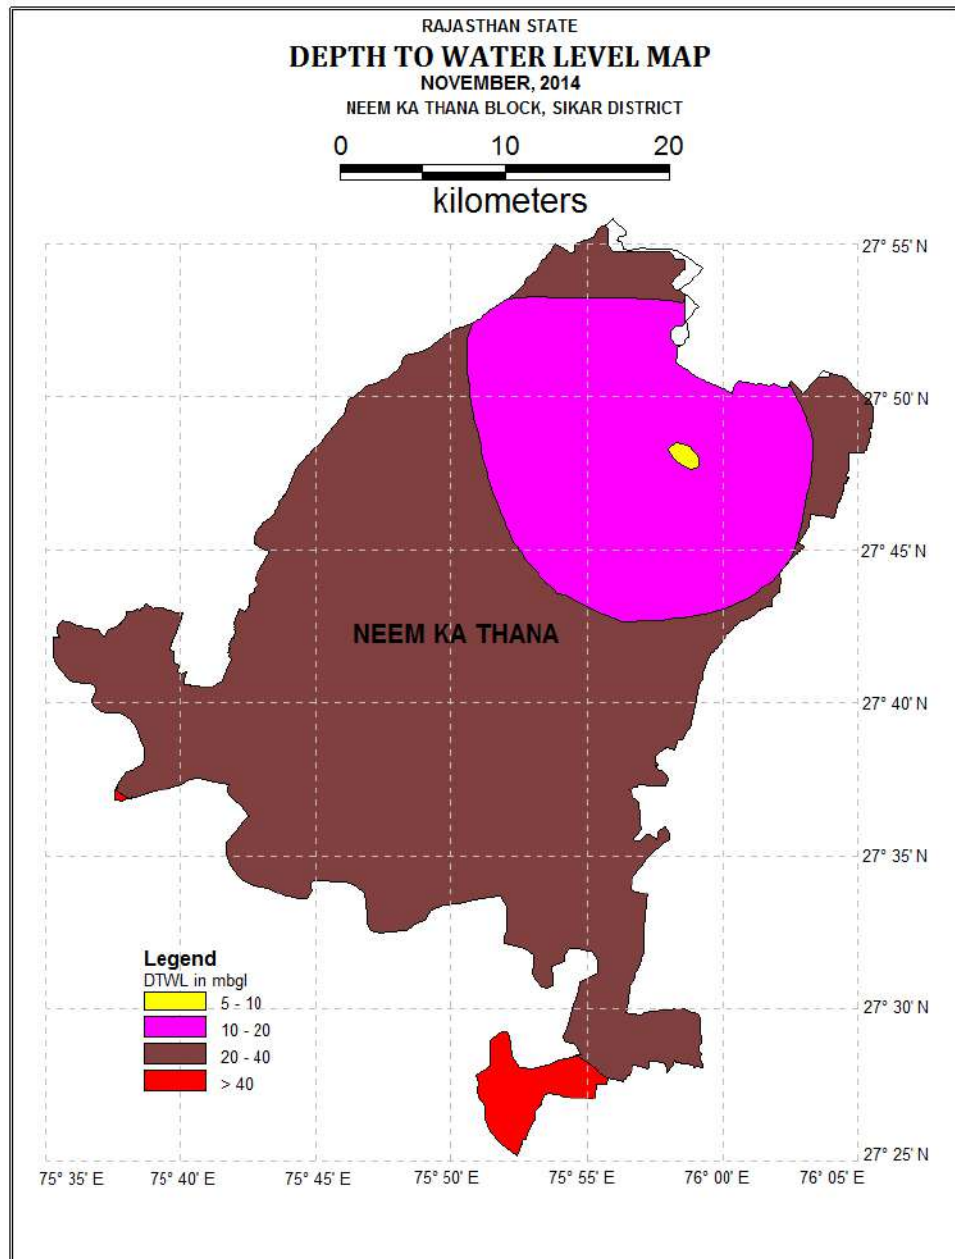 RAJASTHAN STATE
DEPTH TO WATER LEVEL MAP
NOVEMBER, 2014
NEEM KA THANA BLOCK, SIKAR DISTRICT
0 10 20
kilometers
27° 55' N
27° 50' N
27° 45' N
NEEM KA THANA
27° 40' N
27° 35' N
Legend
DTWL in mbgl
5 - 10
10 - 20
20 - 40
> 40
27° 30' N
27° 25' N
75° 35' E 75° 40' E 75° 45' E 75° 50' E 75° 55' E 76° 00' E 76° 05' E